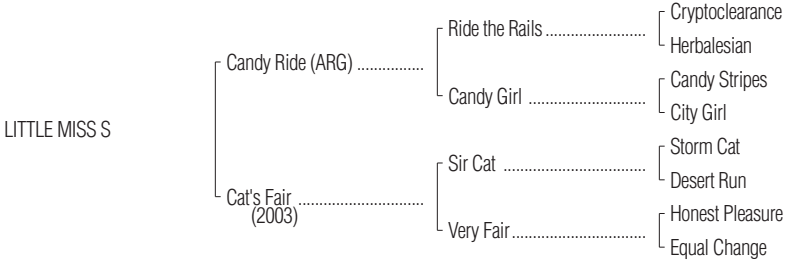 LITTLE MISS S
Candy Ride (ARG) ................
Cat's Fair ..............................
(2003)
Ride the Rails ........................
Candy Girl ............................
Sir Cat ..................................
Very Fair ................................
Cryptoclearance
Herbalesian
Candy Stripes
City Girl
Storm Cat
Desert Run
Honest Pleasure
Equal Change